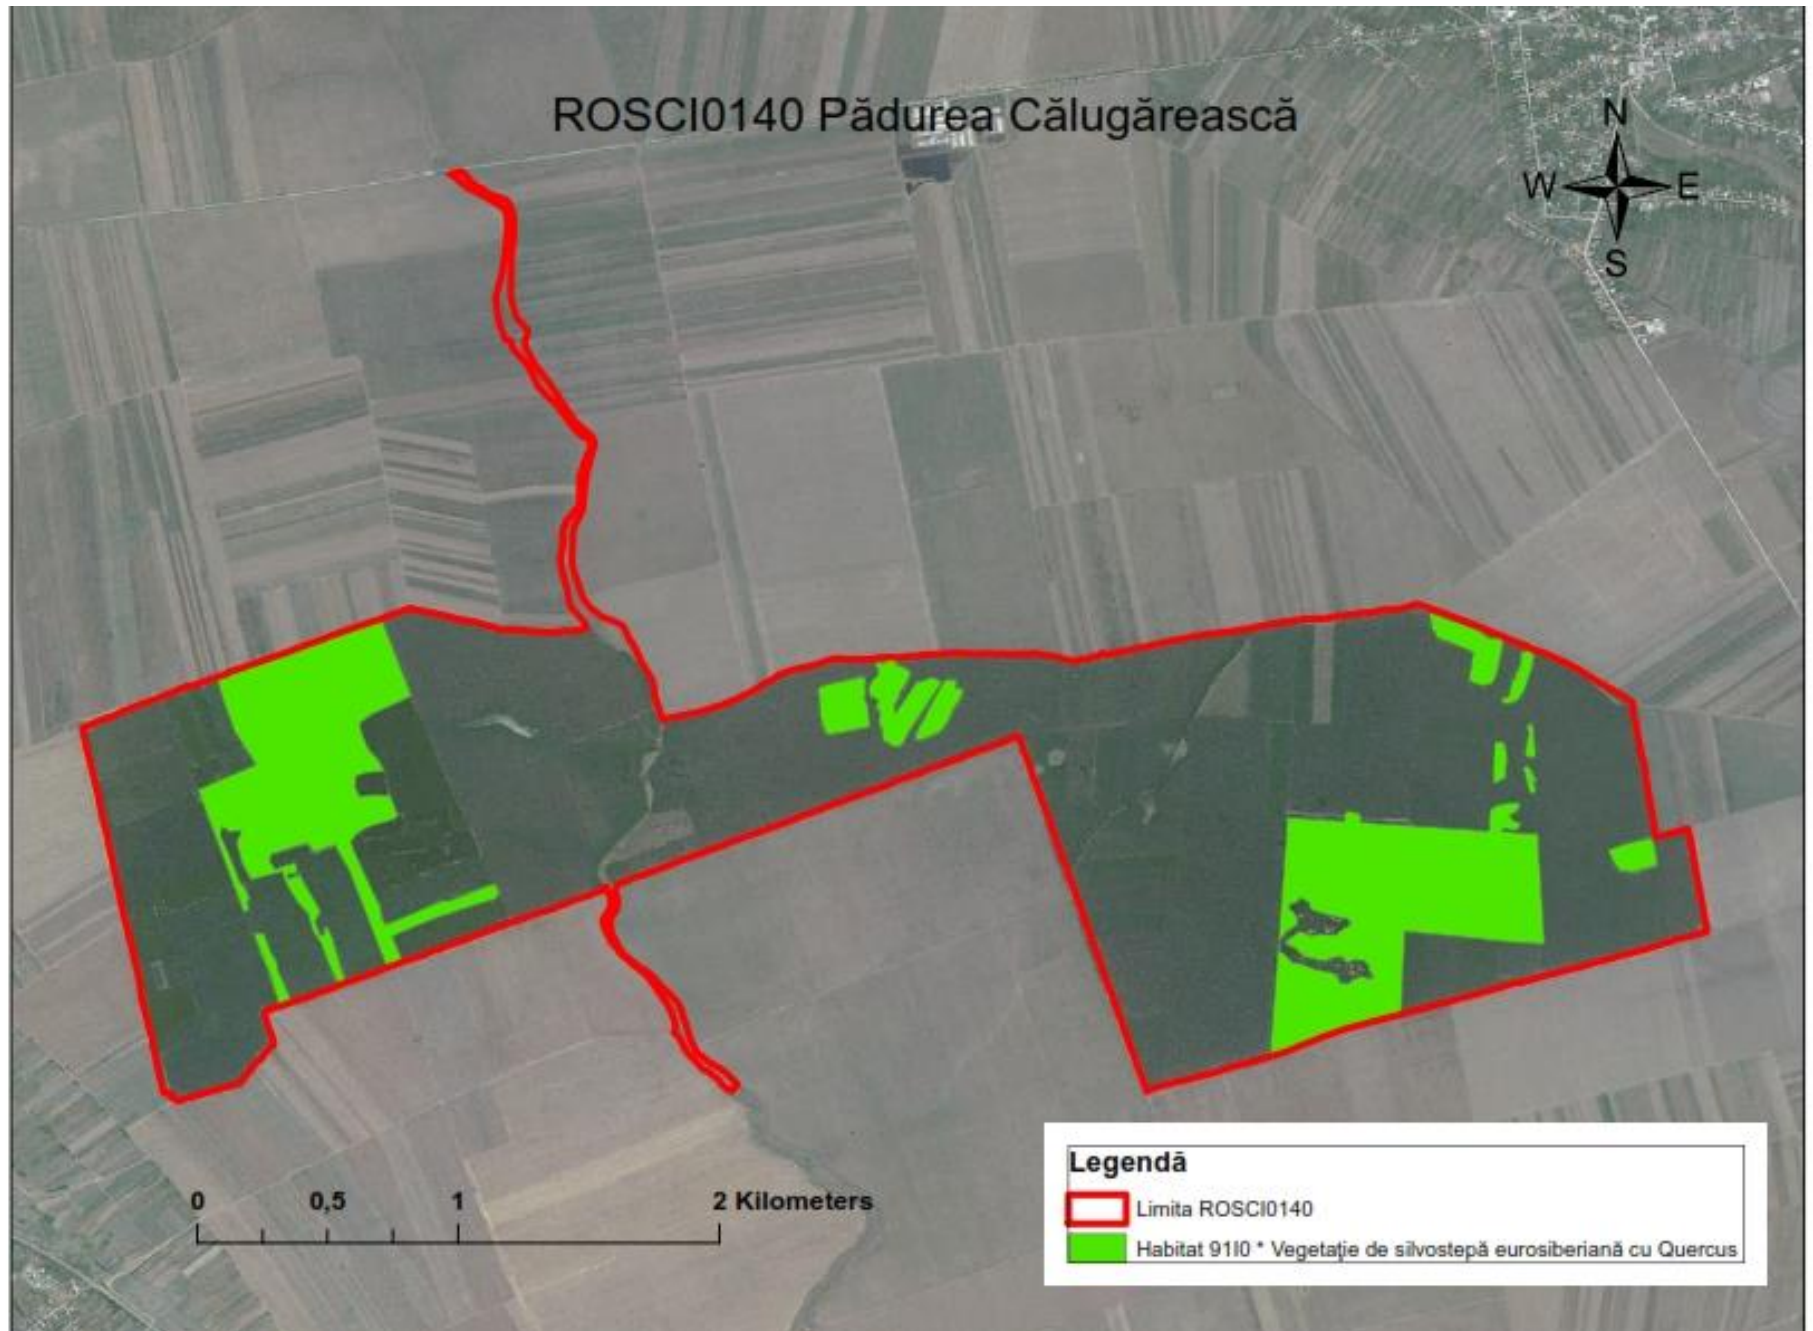 ROSCI0140 Pădurea Călugărească
N
W E
S
0 0,5 1 2 Kilometers
Legendă
Limita ROSCI0140
Habitat 91I0 * Vegetaţie de silvostepă eurosiberiană cu Quercus